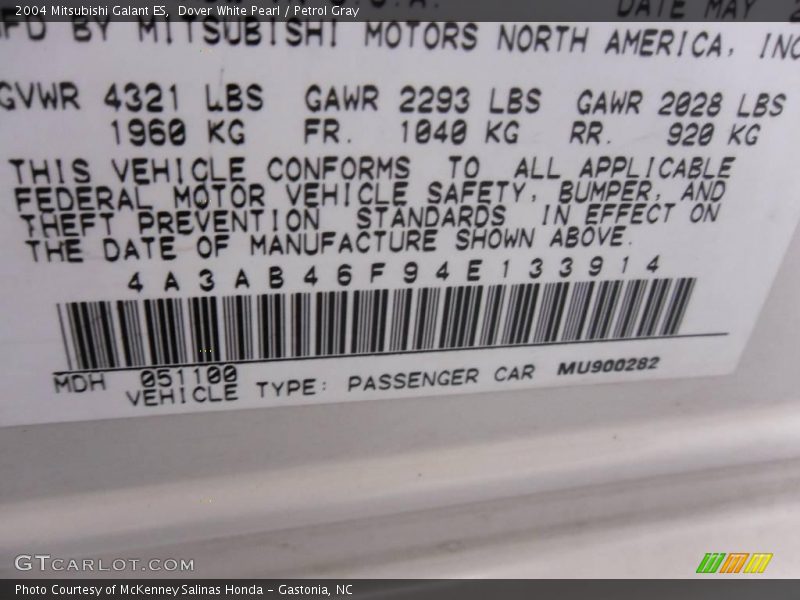 2004 Mitsubishi Galant ES, Dover White Pearl / Petrol Gray
DATE MAY
BY MITSUBISHI MOTORS NORTH AMERICA, INC
GVWR 4321 LBS GAWR 2293 LBS GAWR 2028 LBS
1960 KG FR. 1040 KG RR. 920 KG
THIS VEHICLE CONFORMS TO ALL APPLICABLE
FEDERAL MOTOR VEHICLE SAFETY, BUMPER, AND
THEFT PREVENTION STANDARDS IN EFFECT ON
THE DATE OF MANUFACTURE SHOWN ABOVE.
4A3AB46F94E133914
MDH 051100
VEHICLE TYPE: PASSENGER CAR MU900282
GTCARLOT.COM
Photo Courtesy of McKenney Salinas Honda - Gastonia, NC